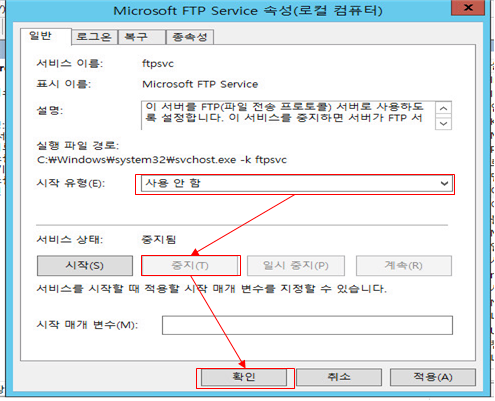 Microsoft FTP Service 속성(로컬 컴퓨터)
일반 로그온 복구 종속성
서비스 이름: ftpsvc
표시 이름: Microsoft FTP Service
설명: 이 서버를 FTP(파일 전송 프로토콜) 서버로 사용하도
록 설정합니다. 이 서비스를 중지하면 서버가 FTP 서
실행 파일 경로:
C:₩Windows₩system32₩svchost.exe -k ftpsvc
시작 유형(E): 사용 안 함
서비스 상태: 중지됨
시작(S) 중지(T) 일시 중지(P) 계속(R)
서비스를 시작할 때 적용할 시작 매개 변수를 지정할 수 있습니다.
시작 매개 변수(M):
확인 취소 적용(A)